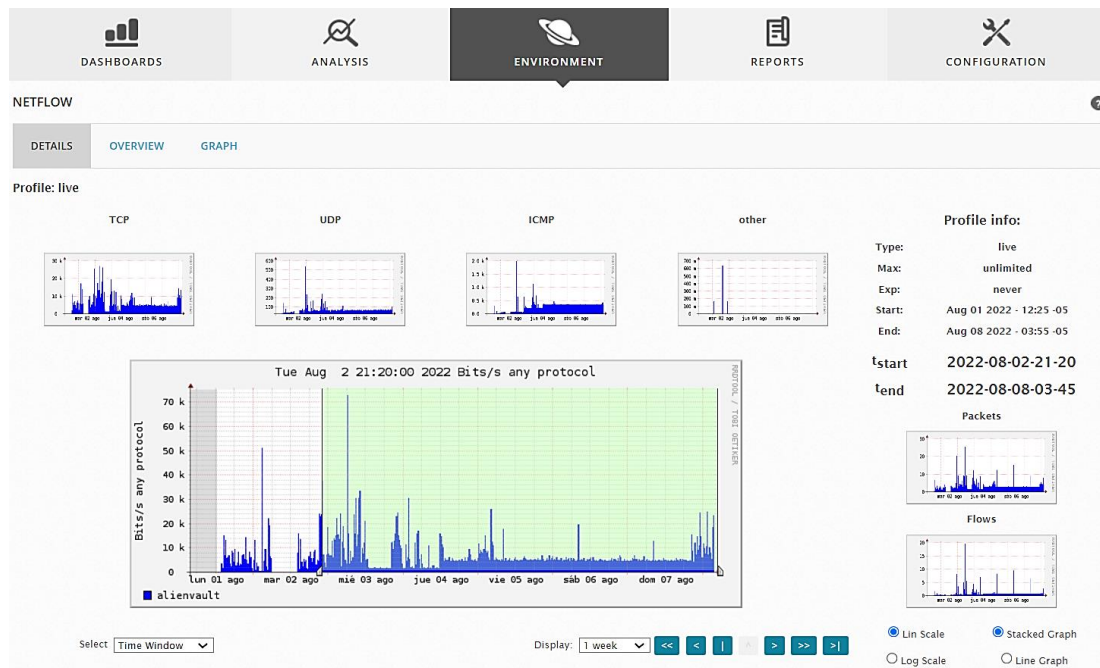 DASHBOARDS
ANALYSIS
ENVIRONMENT
REPORTS
CONFIGURATION
NETFLOW
DETAILS
OVERVIEW
GRAPH
Profile: live
TCP
UDP
ICMP
other
Profile info:
Type: live
Max: unlimited
Exp: never
Start: Aug 01 2022 - 12:25 -05
End: Aug 08 2022 - 03:55 -05
tstart 2022-08-02-21-20
tend 2022-08-08-03-45
Tue Aug 2 21:20:00 2022 Bits/s any protocol
RRDTOOL / TOBI OETIKER
Bits/s any protocol
70 k
60 k
50 k
40 k
30 k
20 k
10 k
0
lun 01 ago mar 02 ago mié 03 ago jue 04 ago vie 05 ago sáb 06 ago dom 07 ago
alienvault
Packets
Flows
Select Time Window
Display: 1 week
<< < | ^ > >> >|
Lin Scale
Stacked Graph
Log Scale
Line Graph